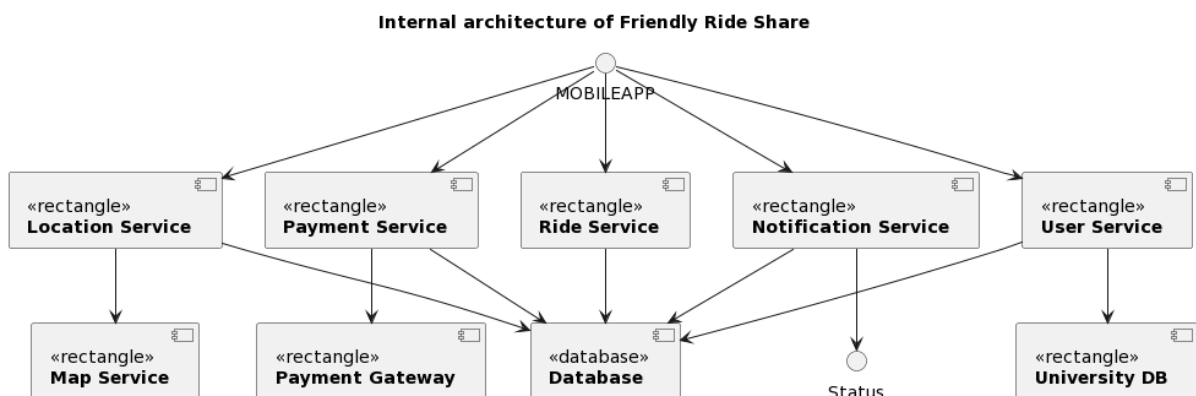 Internal architecture of Friendly Ride Share
MOBILEAPP
«rectangle»
Location Service
«rectangle»
Payment Service
«rectangle»
Ride Service
«rectangle»
Notification Service
«rectangle»
User Service
«rectangle»
Map Service
«rectangle»
Payment Gateway
«database»
Database
Status
«rectangle»
University DB